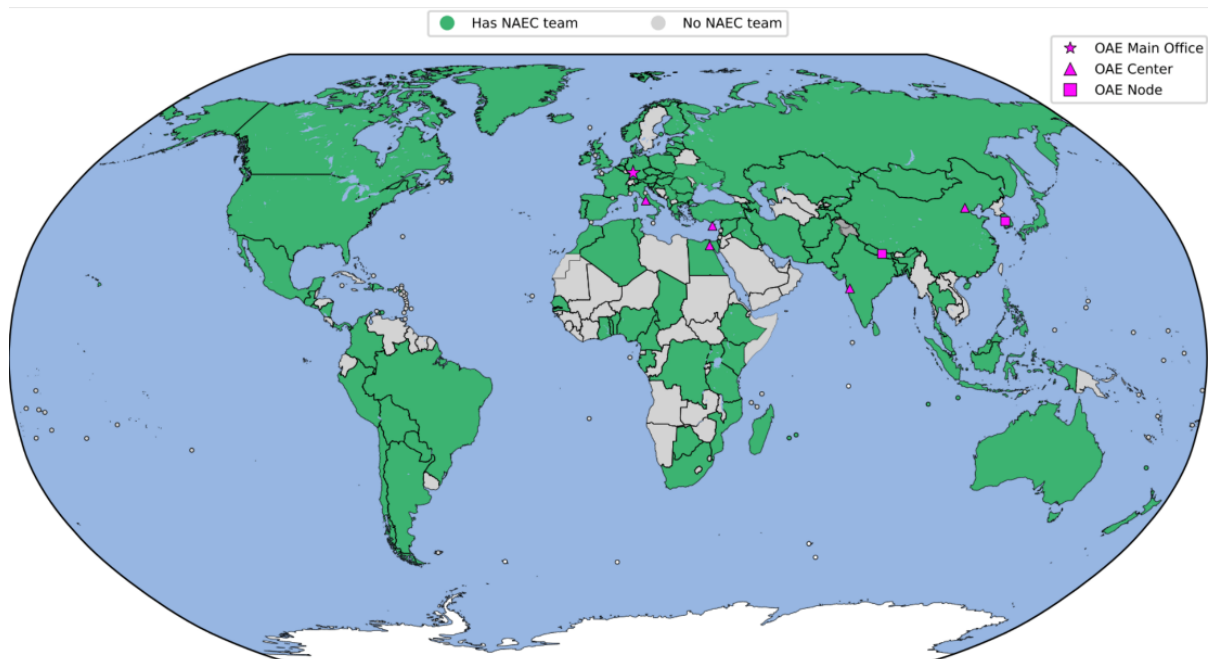 Has NAEC team
No NAEC team
OAE Main Office
OAE Center
OAE Node